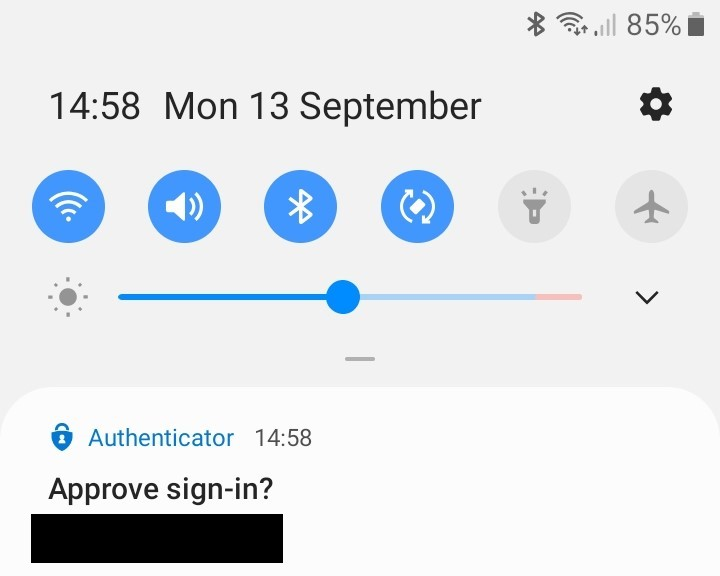 85%
14:58 Mon 13 September
Authenticator 14:58
Approve sign-in?